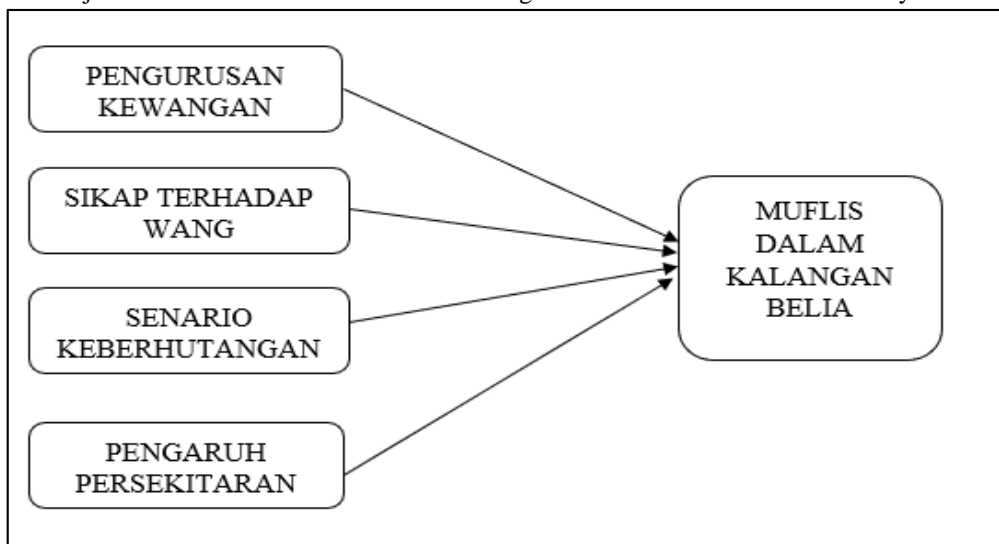 PENGURUSAN
KEWANGAN
SIKAP TERHADAP
WANG
SENARIO
KEBERHUTANGAN
PENGARUH
PERSEKITARAN
MUFLIS
DALAM
KALANGAN
BELIA